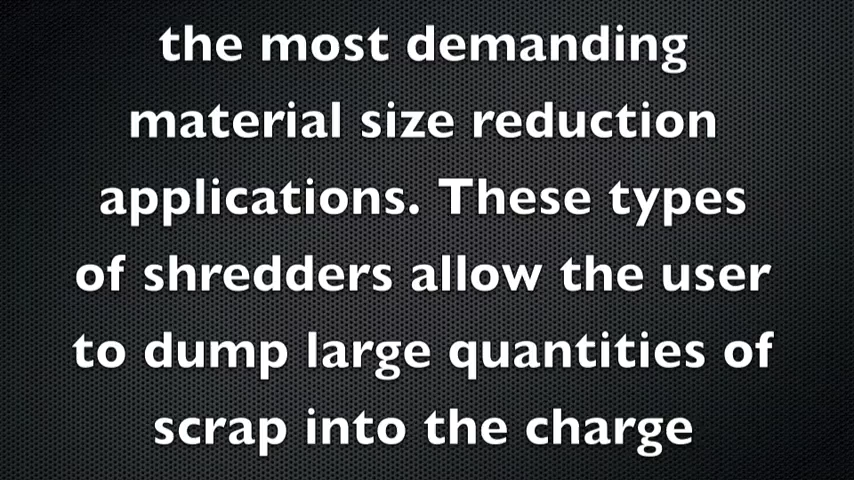 the most demanding
material size reduction
applications. These types
of shredders allow the user
to dump large quantities of
scrap into the charge